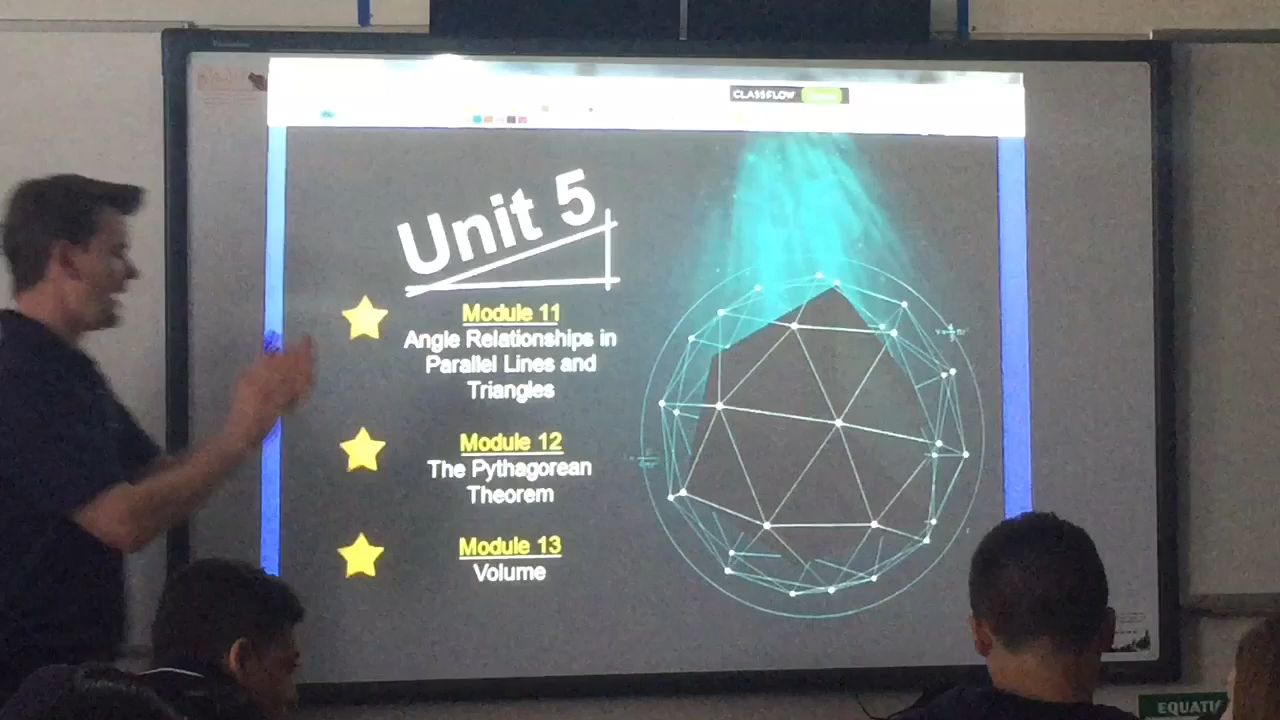 CLASSFLOW
Unit 5
Module 11
Angle Relationships in
Parallel Lines and
Triangles
Module 12
The Pythagorean
Theorem
Module 13
Volume
EQUATI